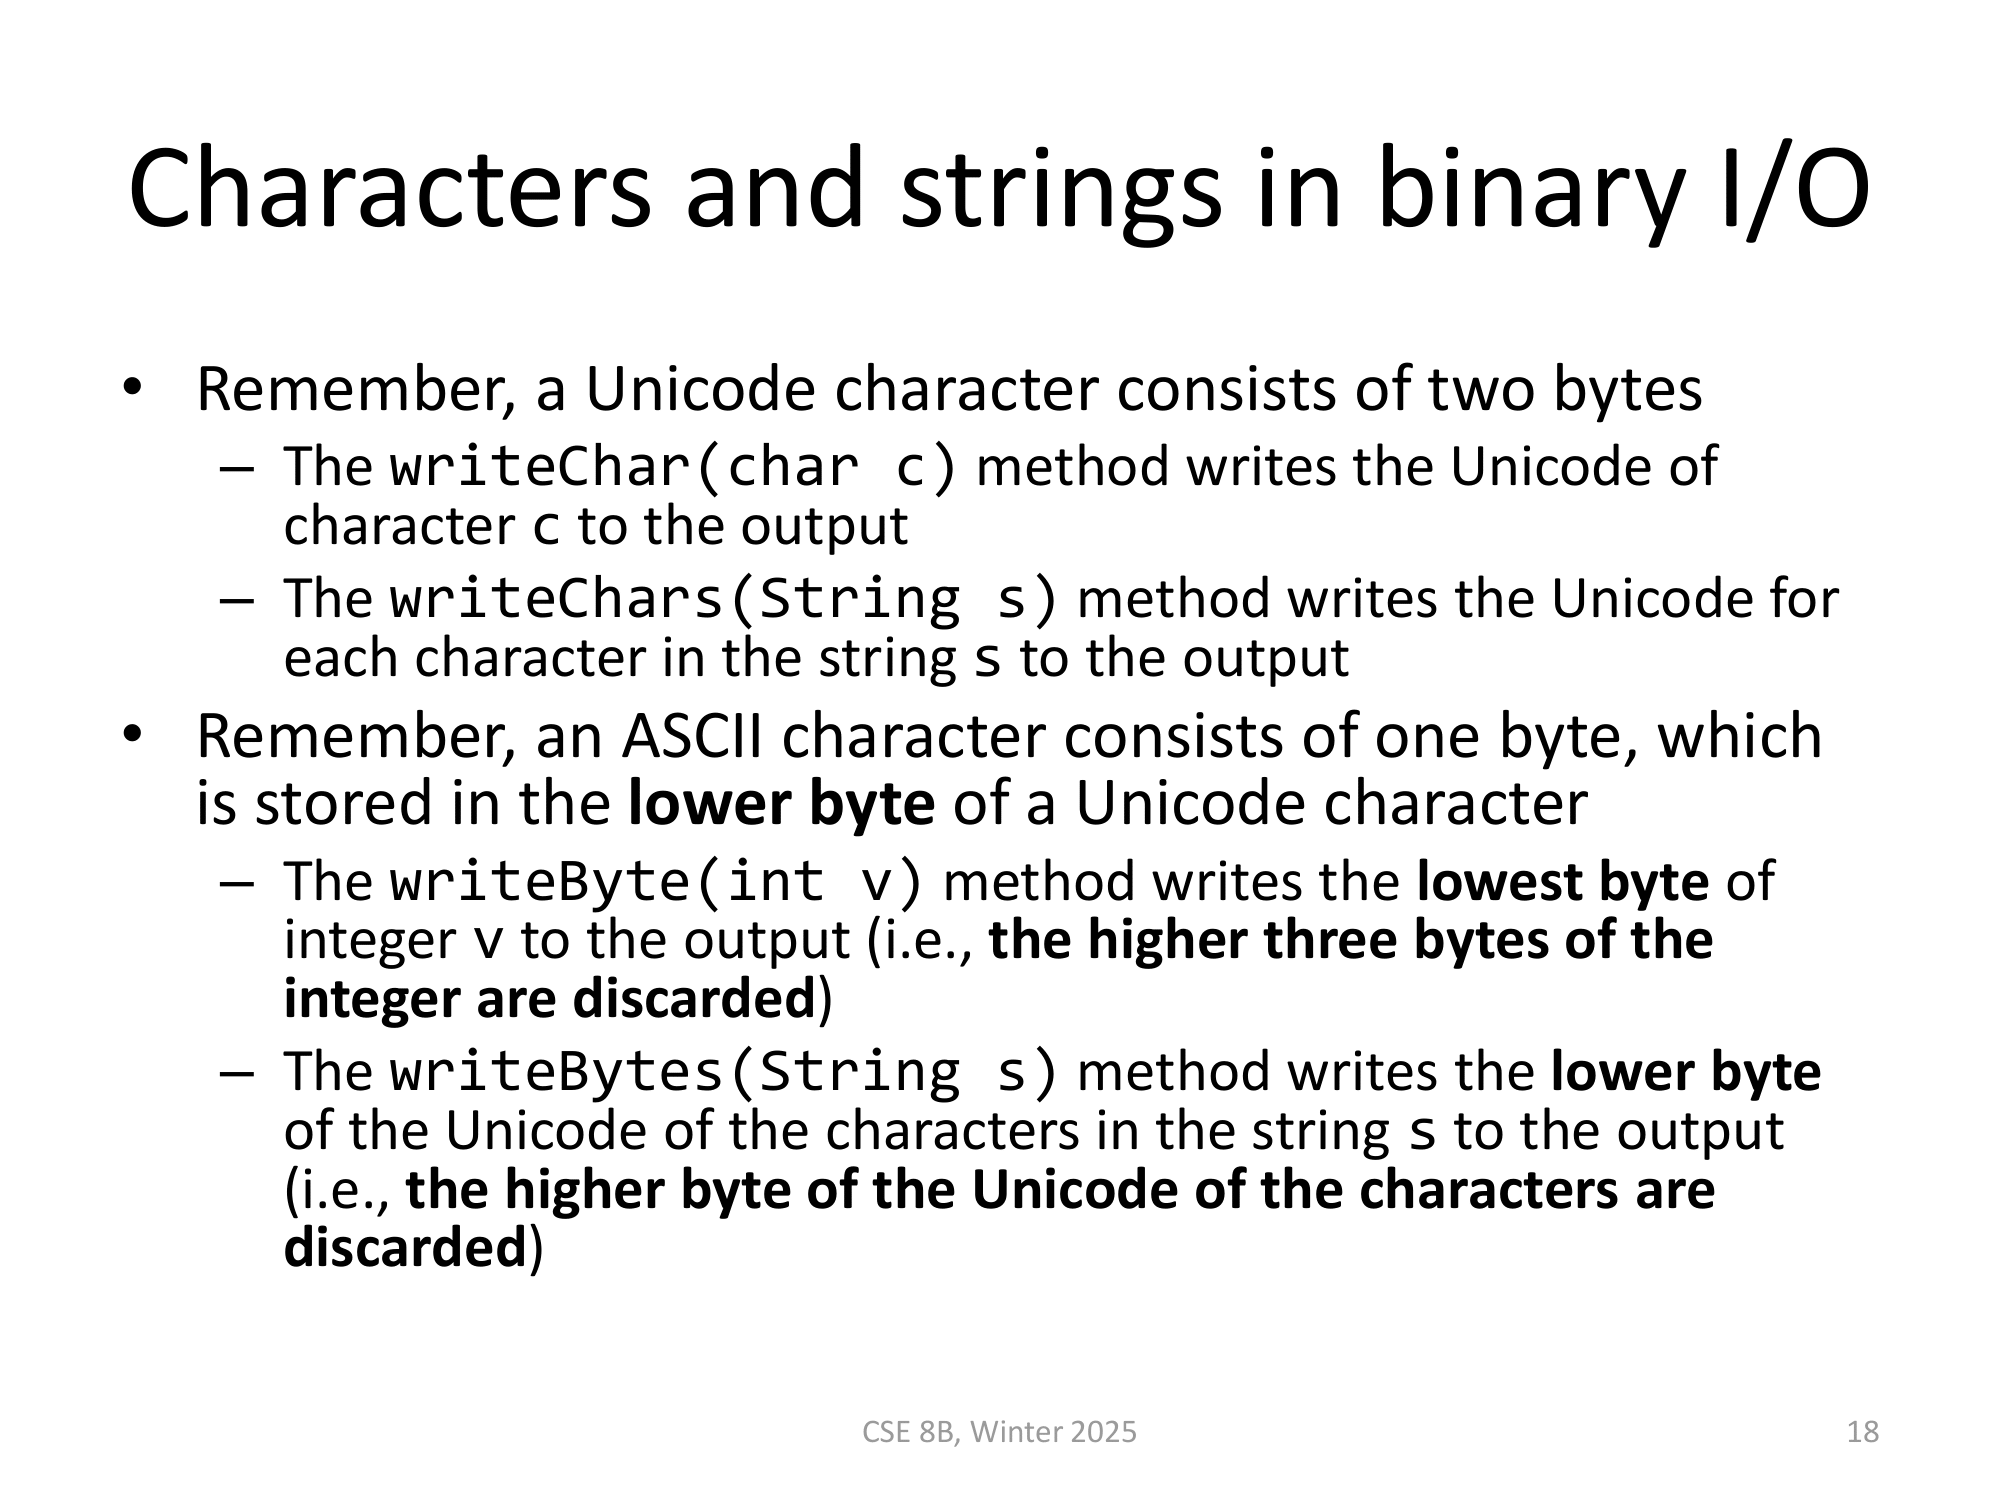 Characters and strings in binary I/O
• Remember, a Unicode character consists of two bytes
– The writeChar(char c) method writes the Unicode of
character c to the output
– The writeChars(String s) method writes the Unicode for
each character in the string s to the output
• Remember, an ASCII character consists of one byte, which
is stored in the lower byte of a Unicode character
– The writeByte(int v) method writes the lowest byte of
integer v to the output (i.e., the higher three bytes of the
integer are discarded)
– The writeBytes(String s) method writes the lower byte
of the Unicode of the characters in the string s to the output
(i.e., the higher byte of the Unicode of the characters are
discarded)
CSE 8B, Winter 2025
18